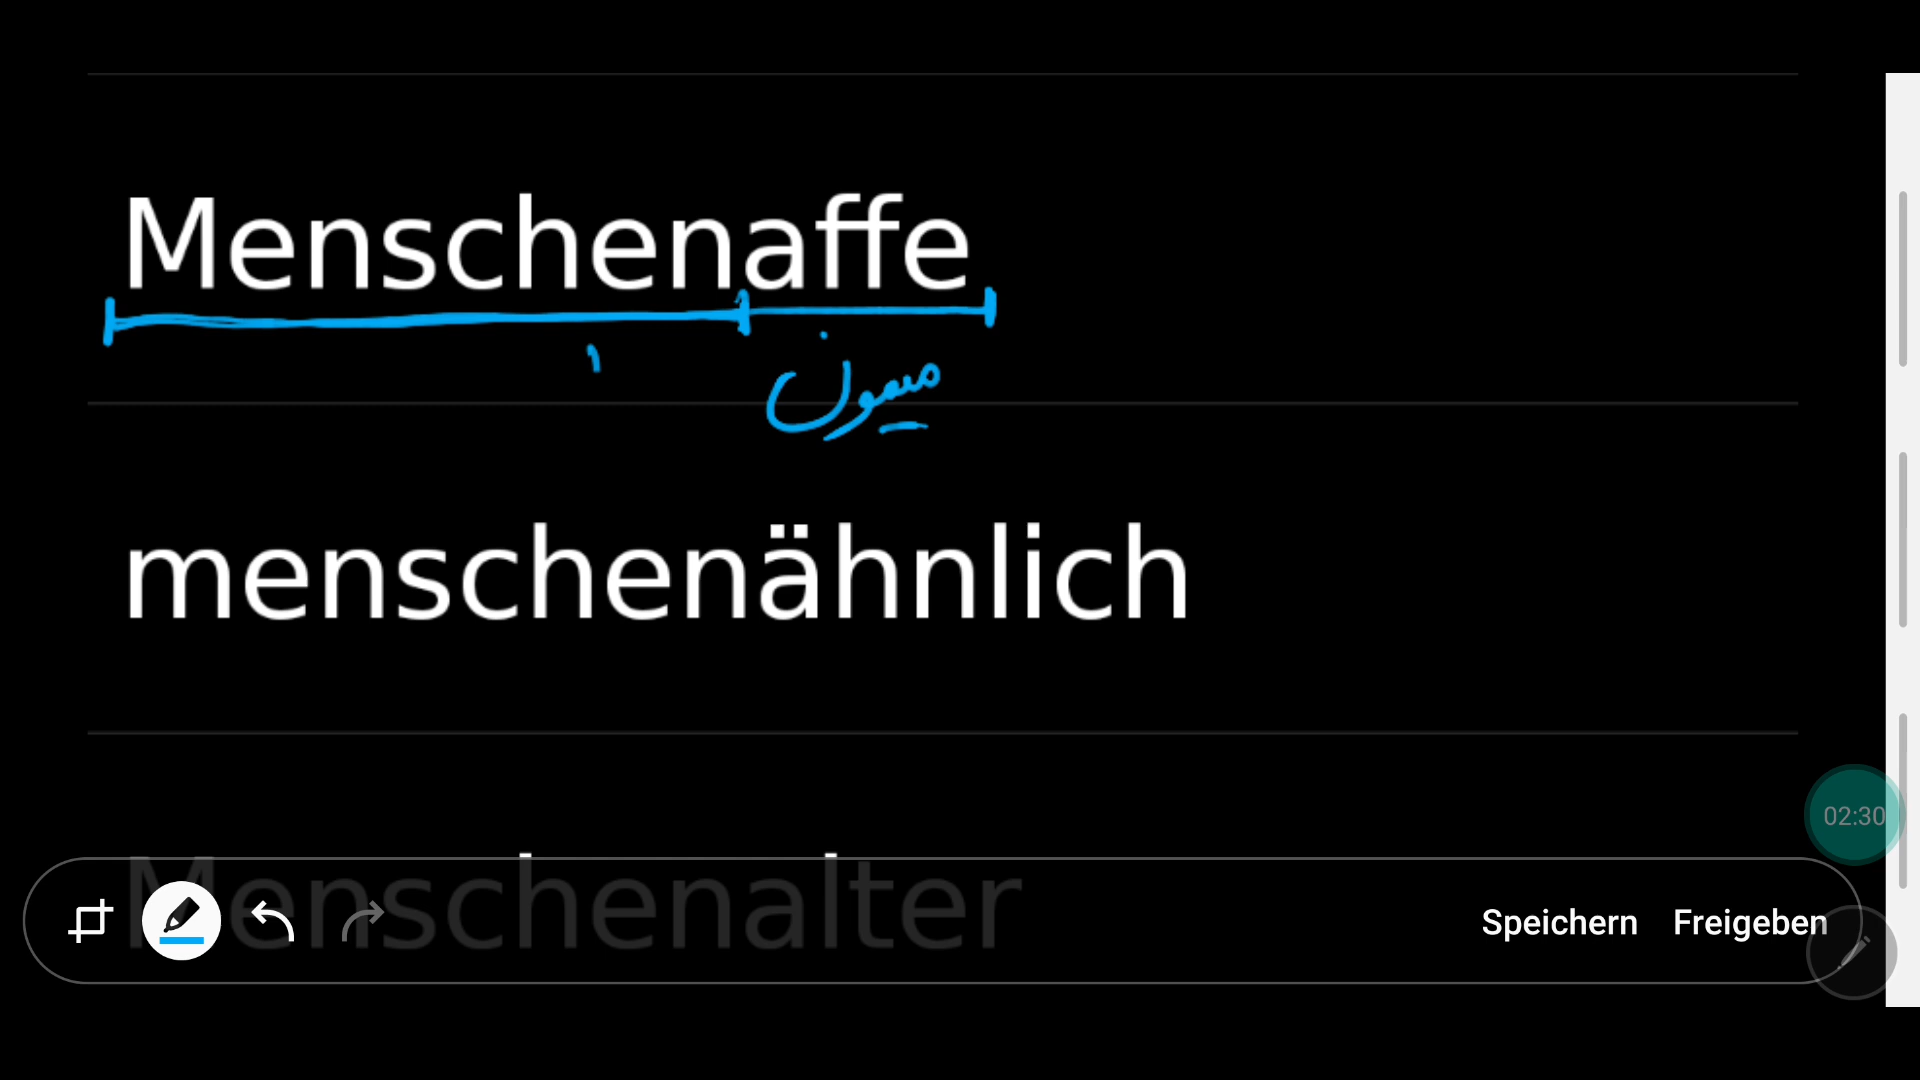 Menschenaffe
میمون
menschenähnlich
02:30
Menschenalter
Speichern Freigeben